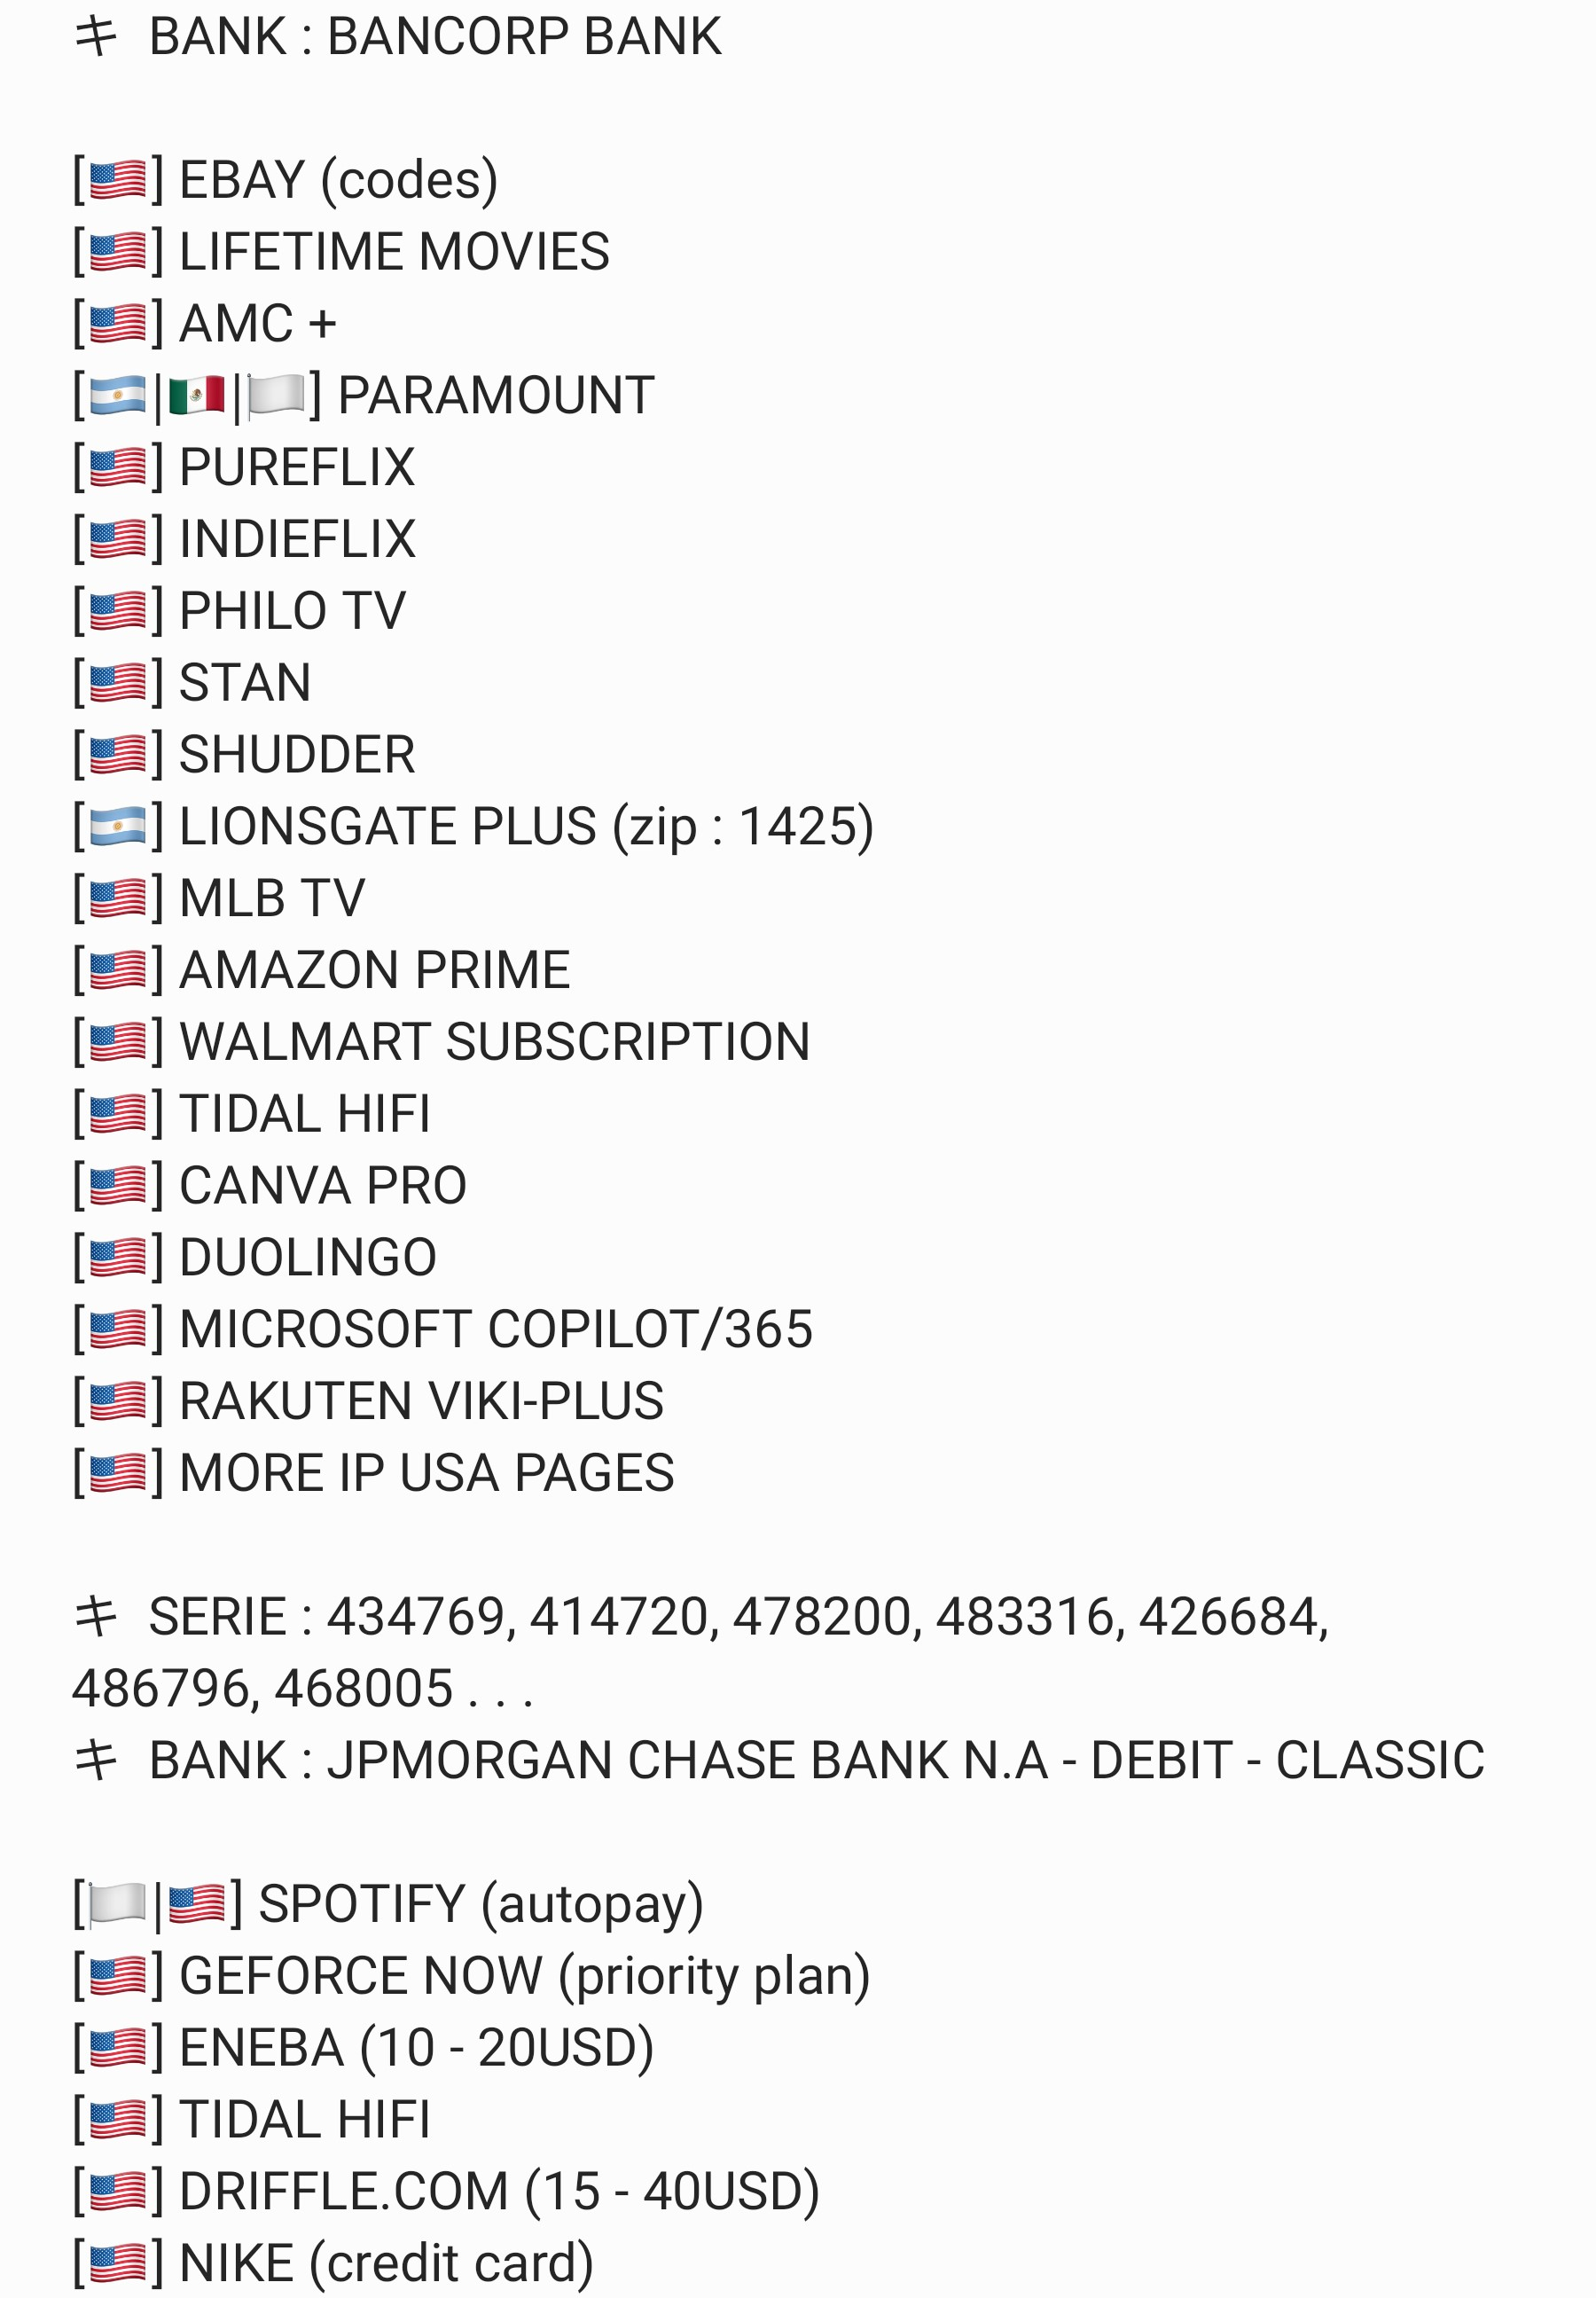 キ BANK : BANCORP BANK
[🇺🇸] EBAY (codes)
[🇺🇸] LIFETIME MOVIES
[🇺🇸] AMC +
[🇦🇷|🇲🇽|🏳️] PARAMOUNT
[🇺🇸] PUREFLIX
[🇺🇸] INDIEFLIX
[🇺🇸] PHILO TV
[🇺🇸] STAN
[🇺🇸] SHUDDER
[🇦🇷] LIONSGATE PLUS (zip : 1425)
[🇺🇸] MLB TV
[🇺🇸] AMAZON PRIME
[🇺🇸] WALMART SUBSCRIPTION
[🇺🇸] TIDAL HIFI
[🇺🇸] CANVA PRO
[🇺🇸] DUOLINGO
[🇺🇸] MICROSOFT COPILOT/365
[🇺🇸] RAKUTEN VIKI-PLUS
[🇺🇸] MORE IP USA PAGES
キ SERIE : 434769, 414720, 478200, 483316, 426684,
486796, 468005 . . .
キ BANK : JPMORGAN CHASE BANK N.A - DEBIT - CLASSIC
[🏳️|🇺🇸] SPOTIFY (autopay)
[🇺🇸] GEFORCE NOW (priority plan)
[🇺🇸] ENEBA (10 - 20USD)
[🇺🇸] TIDAL HIFI
[🇺🇸] DRIFFLE.COM (15 - 40USD)
[🇺🇸] NIKE (credit card)